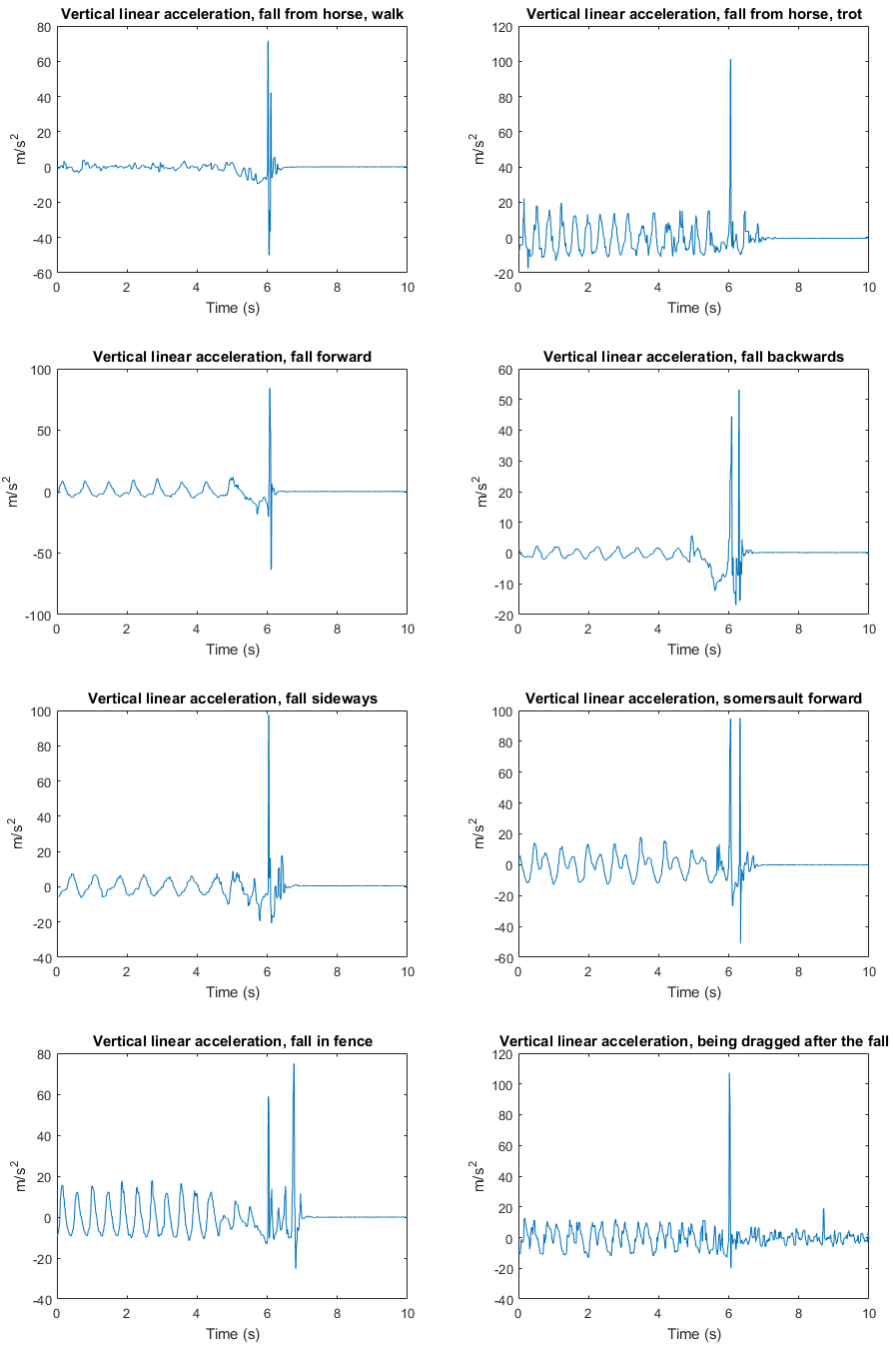 Vertical linear acceleration, fall from horse, walk
80
60
40
20
0
-20
-40
-60
m/s²
0 2 4 6 8 10
Time (s)
Vertical linear acceleration, fall from horse, trot
120
100
80
60
40
20
0
-20
m/s²
0 2 4 6 8 10
Time (s)
Vertical linear acceleration, fall forward
100
50
0
-50
-100
m/s²
0 2 4 6 8 10
Time (s)
Vertical linear acceleration, fall backwards
60
50
40
30
20
10
0
-10
-20
m/s²
0 2 4 6 8 10
Time (s)
Vertical linear acceleration, fall sideways
100
80
60
40
20
0
-20
-40
m/s²
0 2 4 6 8 10
Time (s)
Vertical linear acceleration, somersault forward
100
80
60
40
20
0
-20
-40
-60
m/s²
0 2 4 6 8 10
Time (s)
Vertical linear acceleration, fall in fence
80
60
40
20
0
-20
-40
m/s²
0 2 4 6 8 10
Time (s)
Vertical linear acceleration, being dragged after the fall
120
100
80
60
40
20
0
-20
-40
m/s²
0 2 4 6 8 10
Time (s)